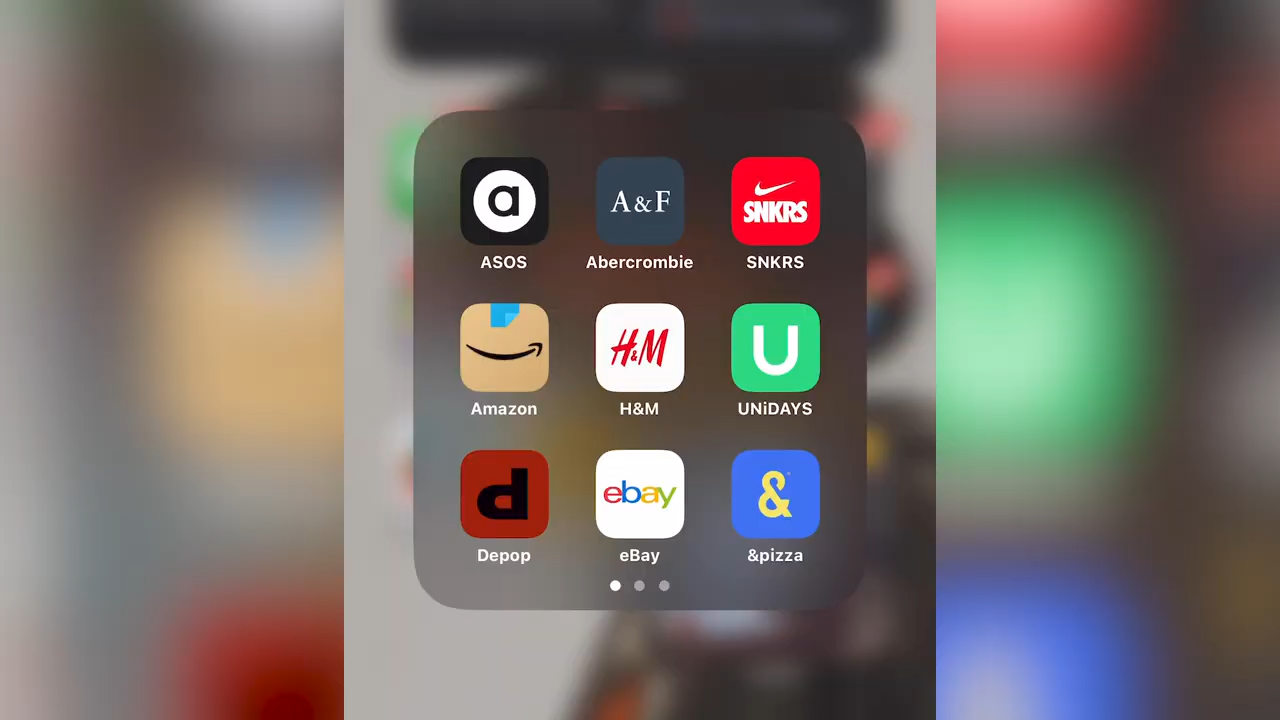 a A&F SNKRS
ASOS Abercrombie SNKRS
H&M U
Amazon H&M UNiDAYS
d ebay &
Depop eBay &pizza